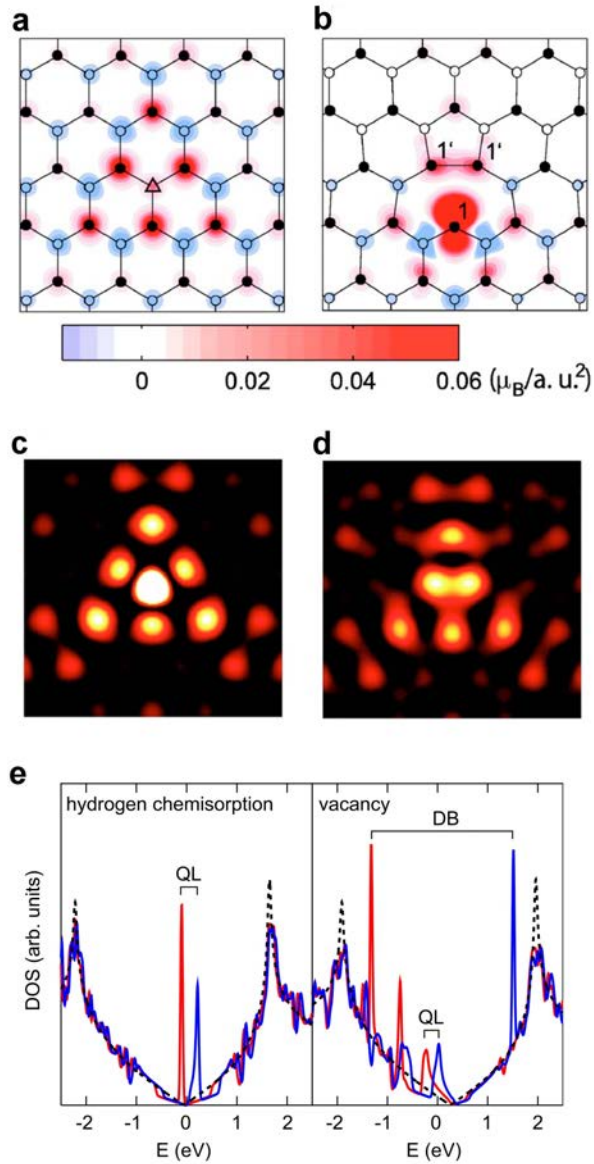 a
b
1' 1'
1
0 0.02 0.04 0.06 (μB/a. u.²)
c
d
e
hydrogen chemisorption
vacancy
DB
QL
QL
DOS (arb. units)
-2 -1 0 1 2 -2 -1 0 1 2
E (eV) E (eV)